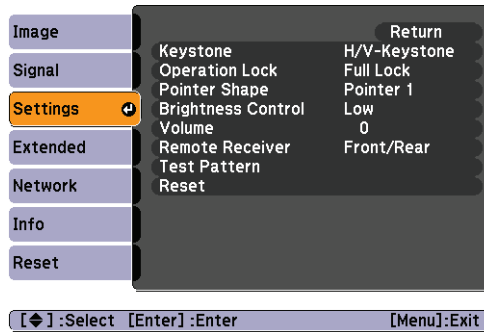 Image
Signal
Settings
Extended
Network
Info
Reset
Return
Keystone H/V-Keystone
Operation Lock Full Lock
Pointer Shape Pointer 1
Brightness Control Low
Volume 0
Remote Receiver Front/Rear
Test Pattern
Reset
[◆] :Select [Enter] :Enter [Menu]:Exit